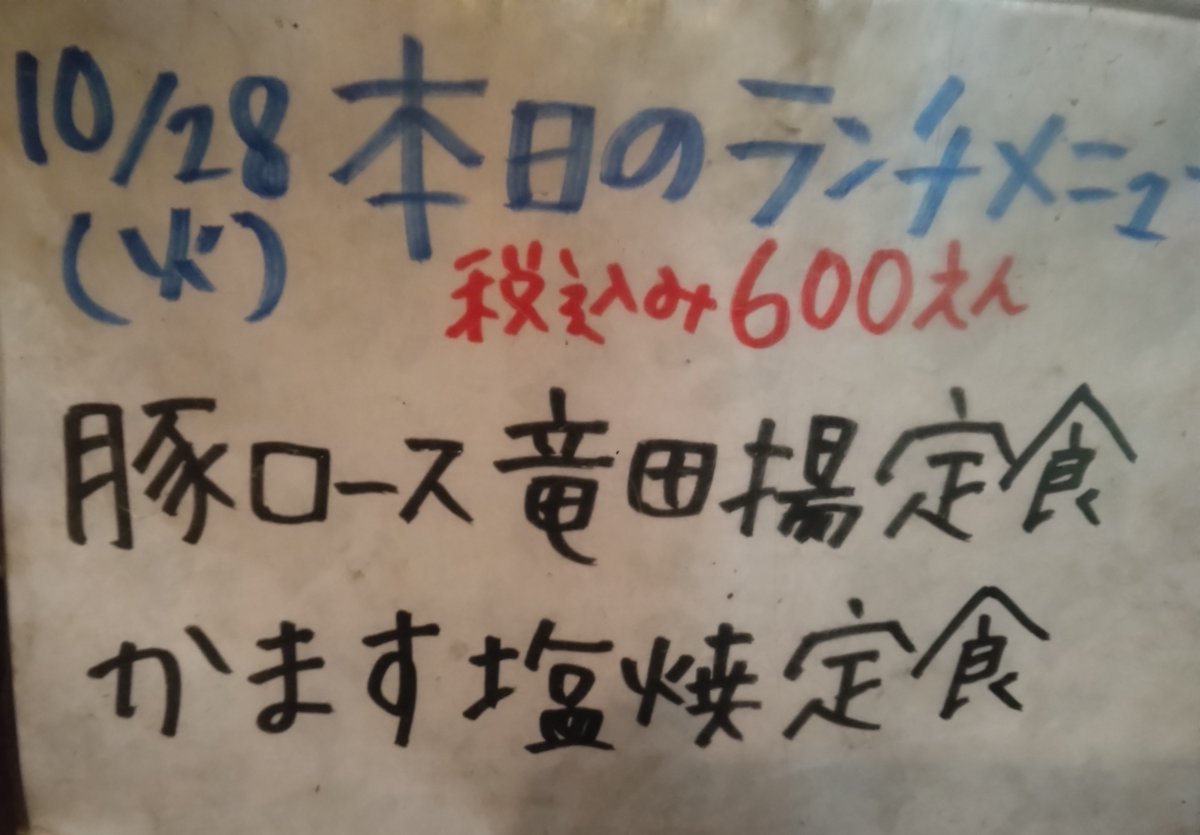 10/28 本日のランチメニュー
(火) 税込み600えん
豚ロース竜田揚定食
かます塩焼定食